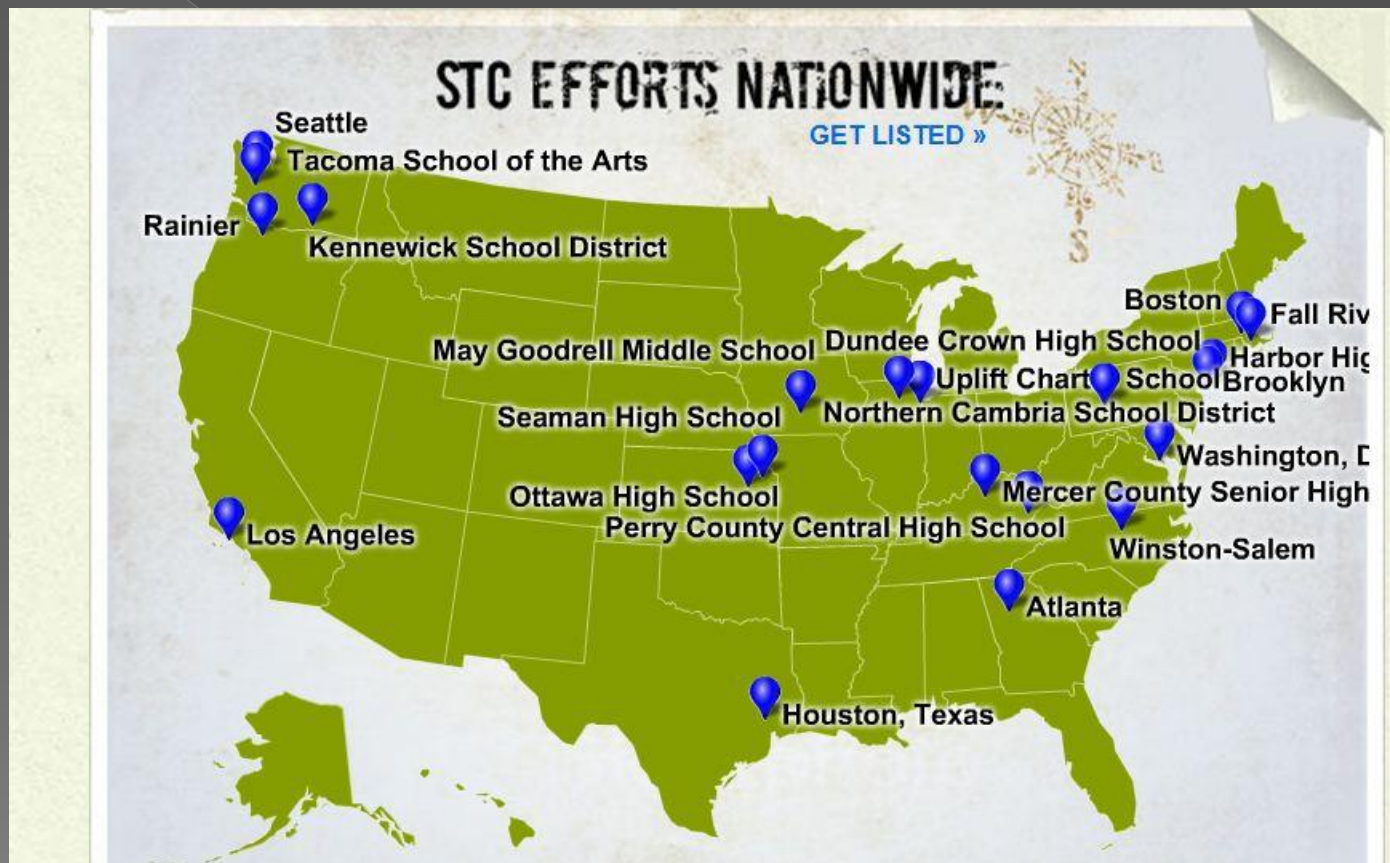 STC EFFORTS NATIONWIDE
GET LISTED »
N
Seattle
Tacoma School of the Arts
Rainier
Kennewick School District
Boston
Fall Riv
May Goodrell Middle School
Dundee Crown High School
Harbor Hig
Uplift Chart School
Brooklyn
Seaman High School
Northern Cambria School District
Washington, D
Ottawa High School
Mercer County Senior High
Perry County Central High School
Los Angeles
Winston-Salem
Atlanta
Houston, Texas
S